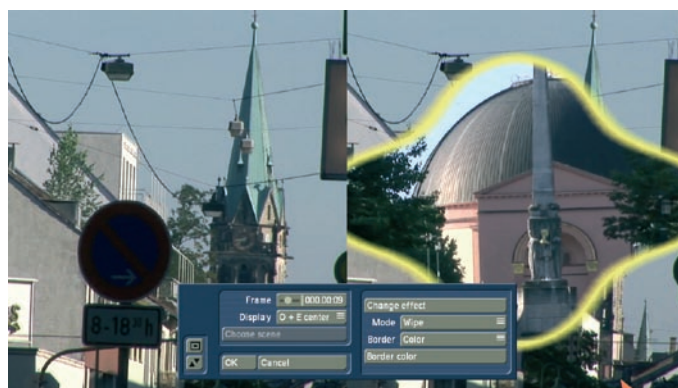 8-18³⁰ h
Frame 000:00:09
Display O + E center
Choose scene
OK Cancel
Change effect
Mode Wipe
Border Color
Border color